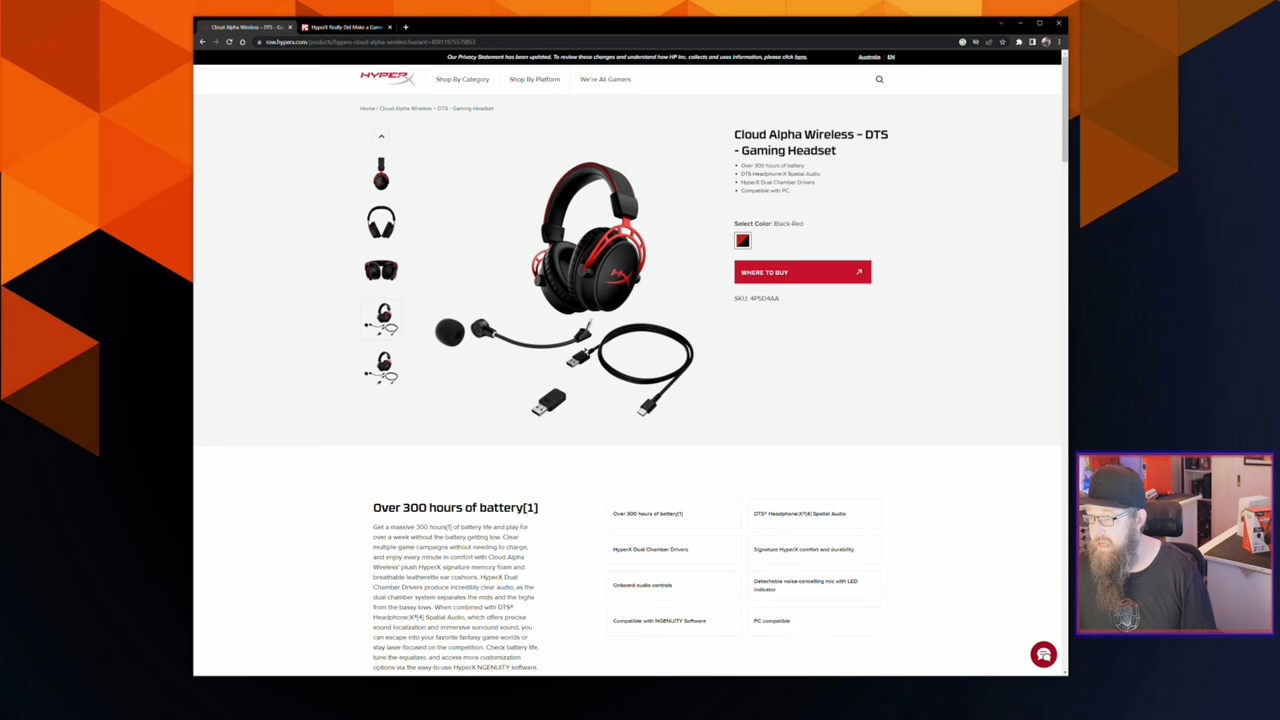 Cloud Alpha Wireless – DTS - Ga
HyperX Really Did Make a Gami
row.hyperx.com/products/hyperx-cloud-alpha-wireless?variant=40911975579853
Our Privacy Statement has been updated. To review these changes and understand how HP Inc. collects and uses information, please click here.
Australia EN
HYPERX
Shop By Category
Shop By Platform
We're All Gamers
Home / Cloud Alpha Wireless – DTS - Gaming Headset
Cloud Alpha Wireless – DTS
- Gaming Headset
• Over 300 hours of battery
• DTS Headphone:X Spatial Audio
• HyperX Dual Chamber Drivers
• Compatible with PC
Select Color: Black-Red
WHERE TO BUY
SKU: 4P5D4AA
Over 300 hours of battery[1]
Get a massive 300 hours[1] of battery life and play for
over a week without the battery getting low. Clear
multiple game campaigns without needing to charge,
and enjoy every minute in comfort with Cloud Alpha
Wireless' plush HyperX signature memory foam and
breathable leatherette ear cushions. HyperX Dual
Chamber Drivers produce incredibly clear audio, as the
dual chamber system separates the mids and the highs
from the bassy lows. When combined with DTS®
Headphone:X®[4] Spatial Audio, which offers precise
sound localization and immersive surround sound, you
can escape into your favorite fantasy game worlds or
stay laser-focused on the competition. Check battery life,
tune the equalizer, and access more customization
options via the easy-to-use HyperX NGENUITY software.
Over 300 hours of battery[1]
DTS® Headphone:X®[4] Spatial Audio
HyperX Dual Chamber Drivers
Signature HyperX comfort and durability
Onboard audio controls
Detachable noise-cancelling mic with LED
indicator
Compatible with NGENUITY Software
PC compatible